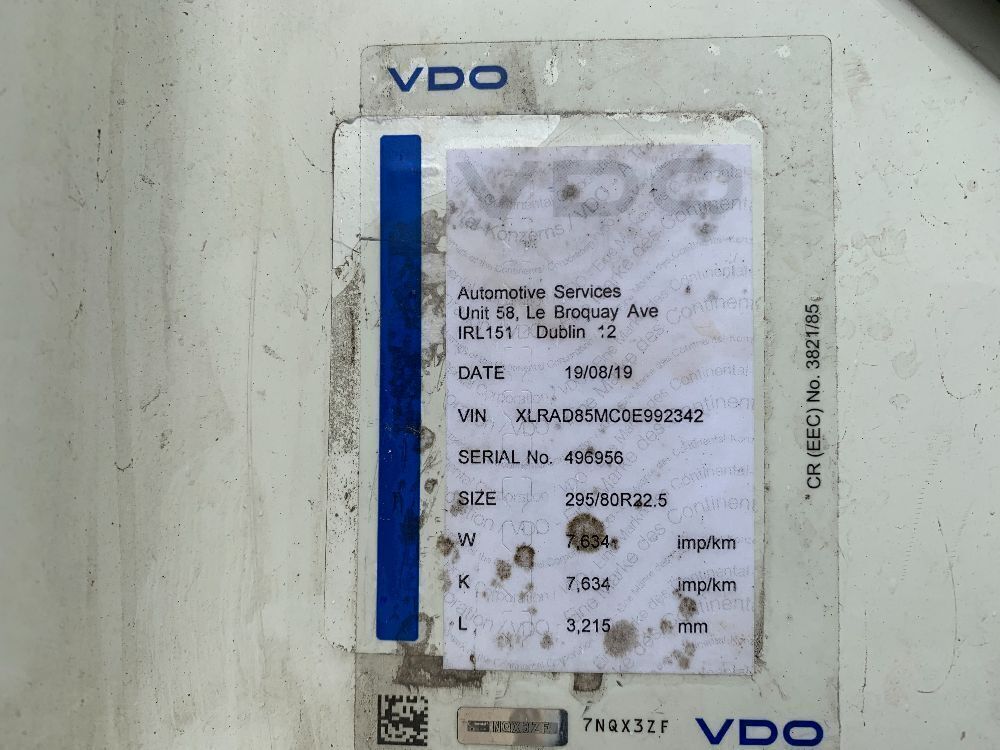 VDO
VDO
Automotive Services
Unit 58, Le Broquay Ave
IRL151 Dublin 12
DATE 19/08/19
VIN XLRAD85MC0E992342
SERIAL No. 496956
SIZE 295/80R22.5
W 7,634 imp/km
K 7,634 imp/km
L 3,215 mm
CR (EEC) No. 3821/85
NQX3ZF
7NQX3ZF
VDO